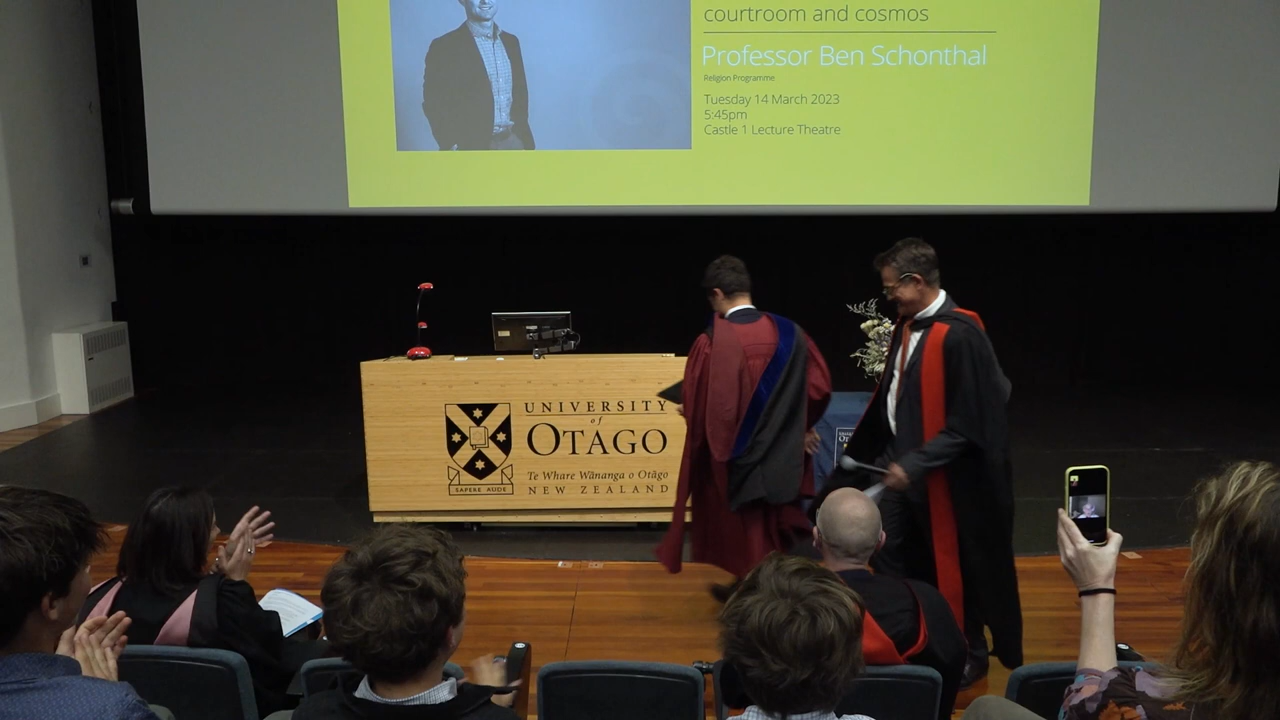 courtroom and cosmos
Professor Ben Schonthal
Religion Programme
Tuesday 14 March 2023
5:45pm
Castle 1 Lecture Theatre
UNIVERSITY
of
OTAGO
Te Whare Wānanga o Otāgo
NEW ZEALAND
SAPERE AUDE